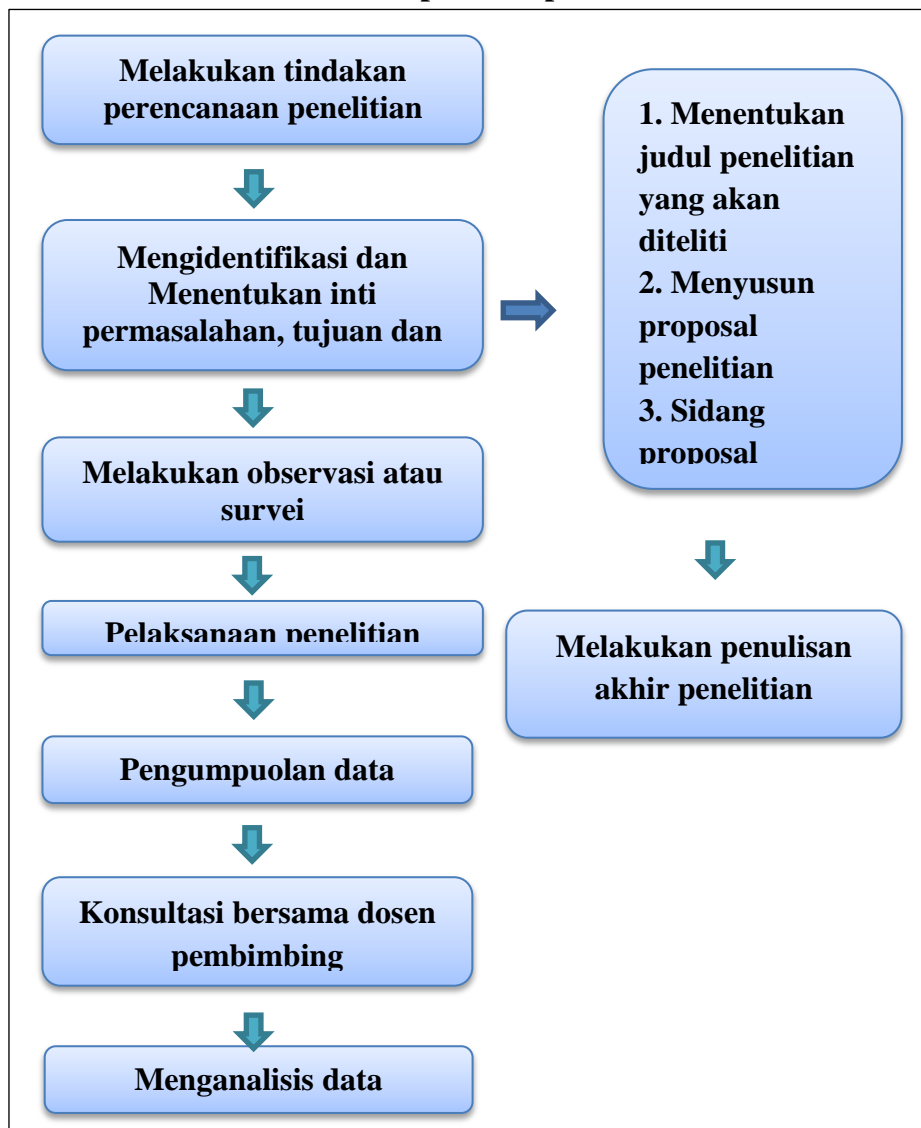 Melakukan tindakan
perencanaan penelitian
Mengidentifikasi dan
Menentukan inti
permasalahan, tujuan dan
1. Menentukan
judul penelitian
yang akan
diteliti
2. Menyusun
proposal
penelitian
3. Sidang
proposal
Melakukan observasi atau
survei
Pelaksanaan penelitian
Melakukan penulisan
akhir penelitian
Pengumpuolan data
Konsultasi bersama dosen
pembimbing
Menganalisis data